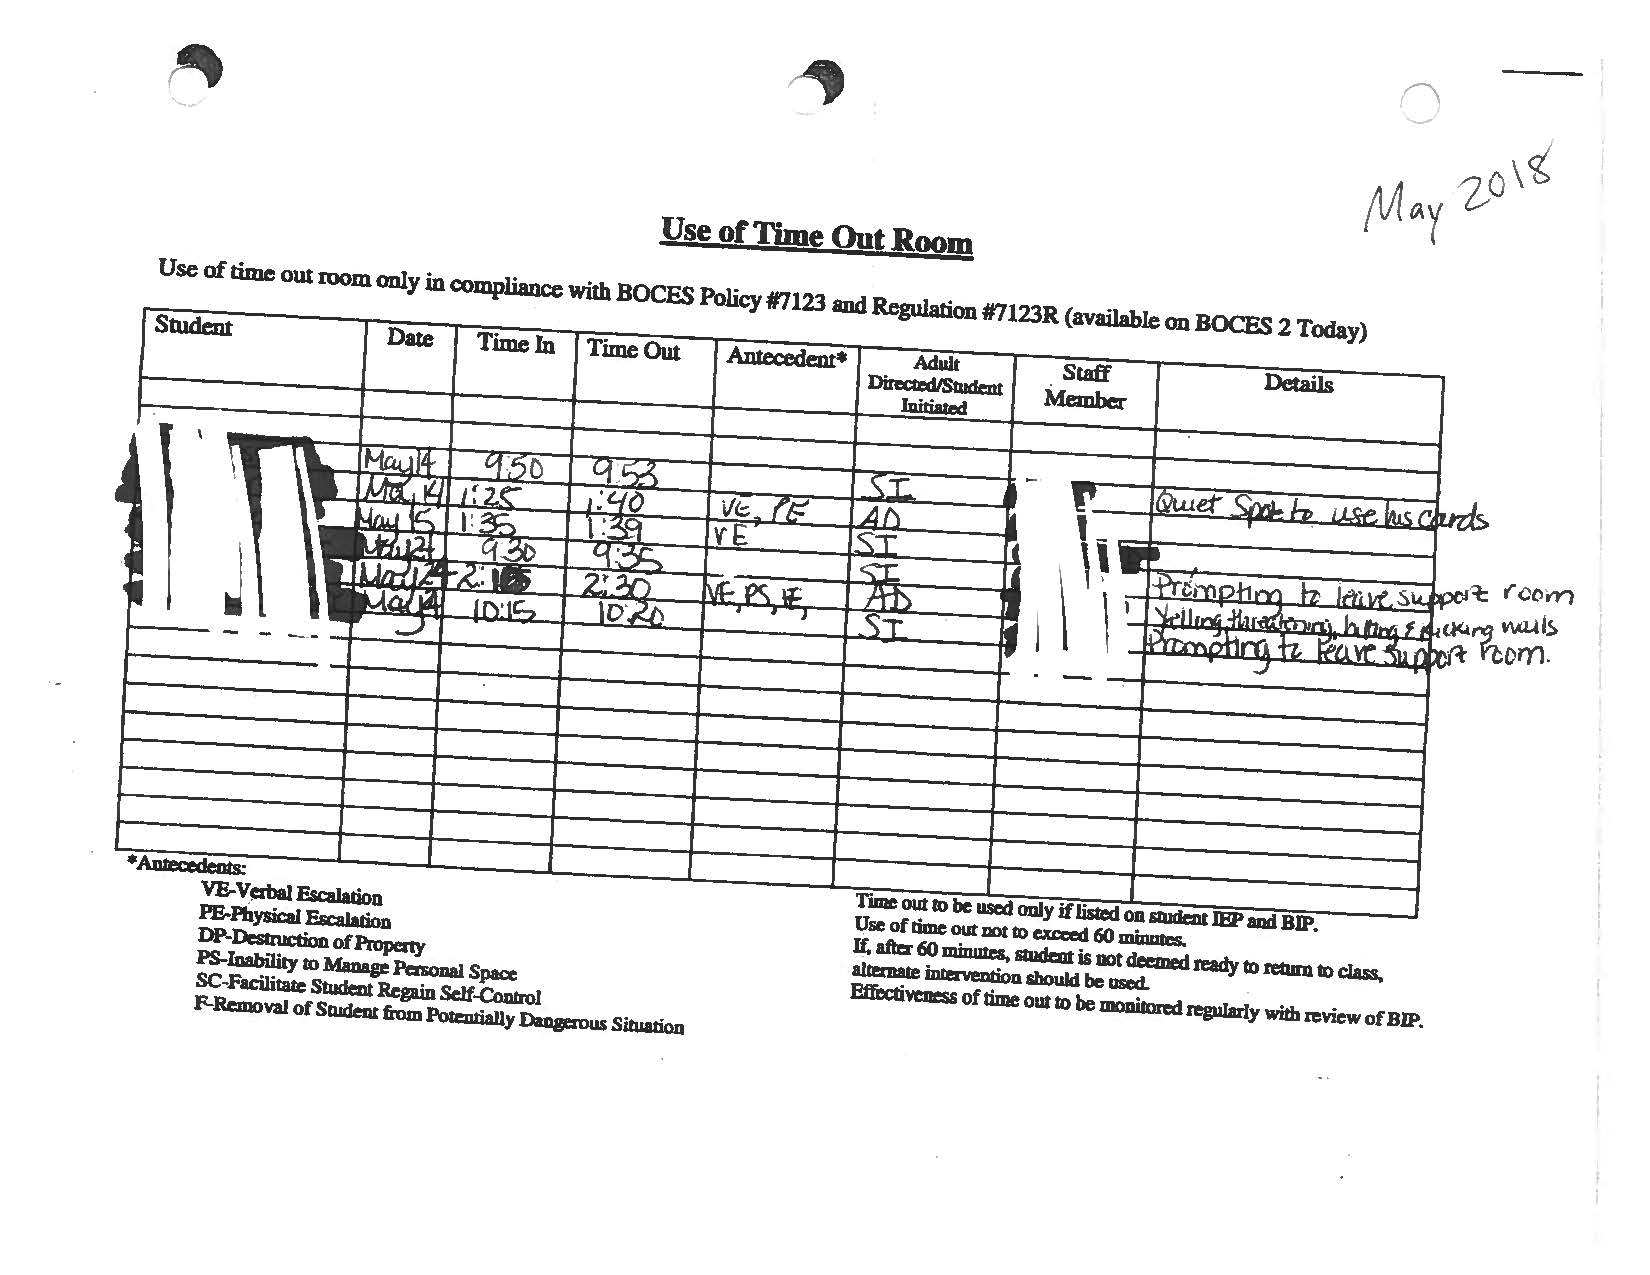 May 2018
Use of Time Out Room
Use of time out room only in compliance with BOCES Policy #7123 and Regulation #7123R (available on BOCES 2 Today)
Student Date Time In Time Out Antecedent* Adult Directed/Student Initiated Staff Member Details
May 14 9:50 9:53 SI Quiet Spot to use his cards
May 14 1:25 1:40 VE, PE AD
May 15 1:35 1:39 VE SI
May 9:30 9:35 SI Prompting to leave support room
May 24 2:30 VE, PS, AD Yelling, threatening, hitting & kicking walls
May 10:15 10:20 SI Prompting to leave support room.
*Antecedents:
VE-Verbal Escalation
PE-Physical Escalation
DP-Destruction of Property
PS-Inability to Manage Personal Space
SC-Facilitate Student Regain Self-Control
F-Removal of Student from Potentially Dangerous Situation
Time out to be used only if listed on student IEP and BIP.
Use of time out not to exceed 60 minutes.
If, after 60 minutes, student is not deemed ready to return to class,
alternate intervention should be used.
Effectiveness of time out to be monitored regularly with review of BIP.